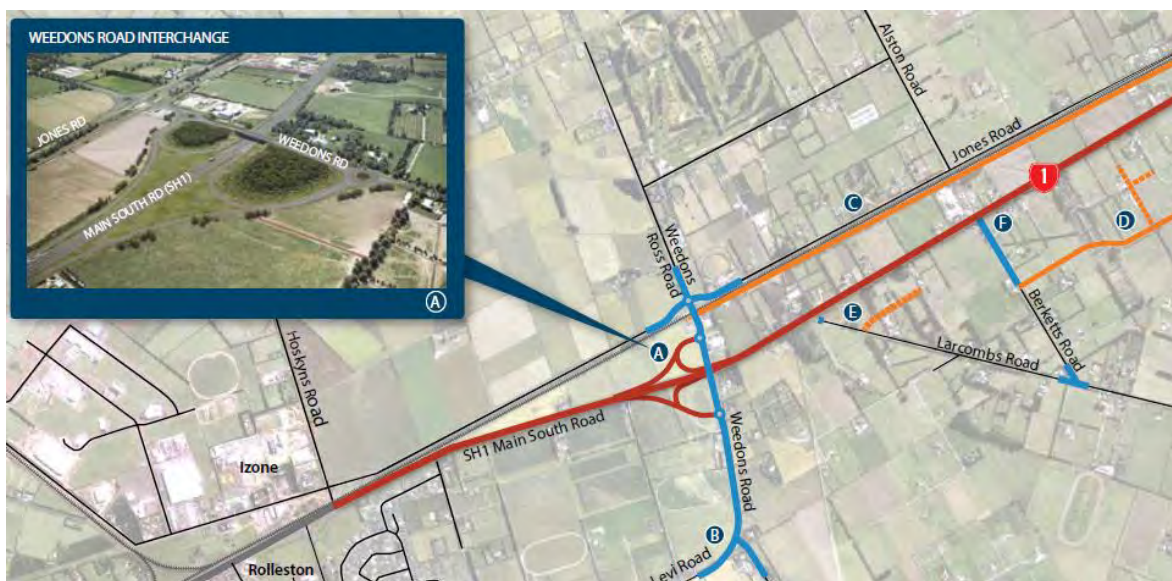 WEEDONS ROAD INTERCHANGE
JONES RD
WEEDONS RD
MAIN SOUTH RD (SH1)
A
Alston Road
Jones Road
1
C
F
D
Weedons
Ross Road
Berketts Road
E
Larcombs Road
A
Hoskyns Road
SH1 Main South Road
Weedons Road
Izone
B
Levi Road
Rolleston